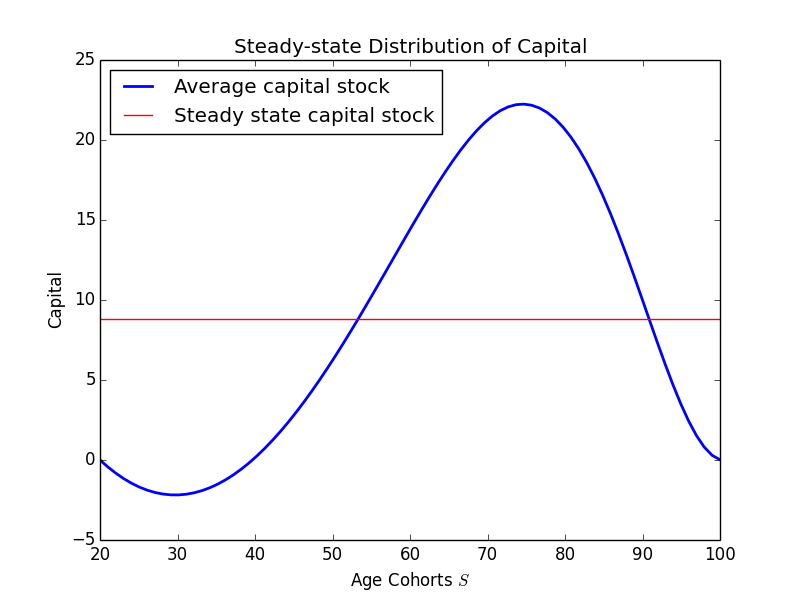 Steady-state Distribution of Capital
25
Average capital stock
Steady state capital stock
20
15
10
5
0
−5
Capital
20 30 40 50 60 70 80 90 100
Age Cohorts S